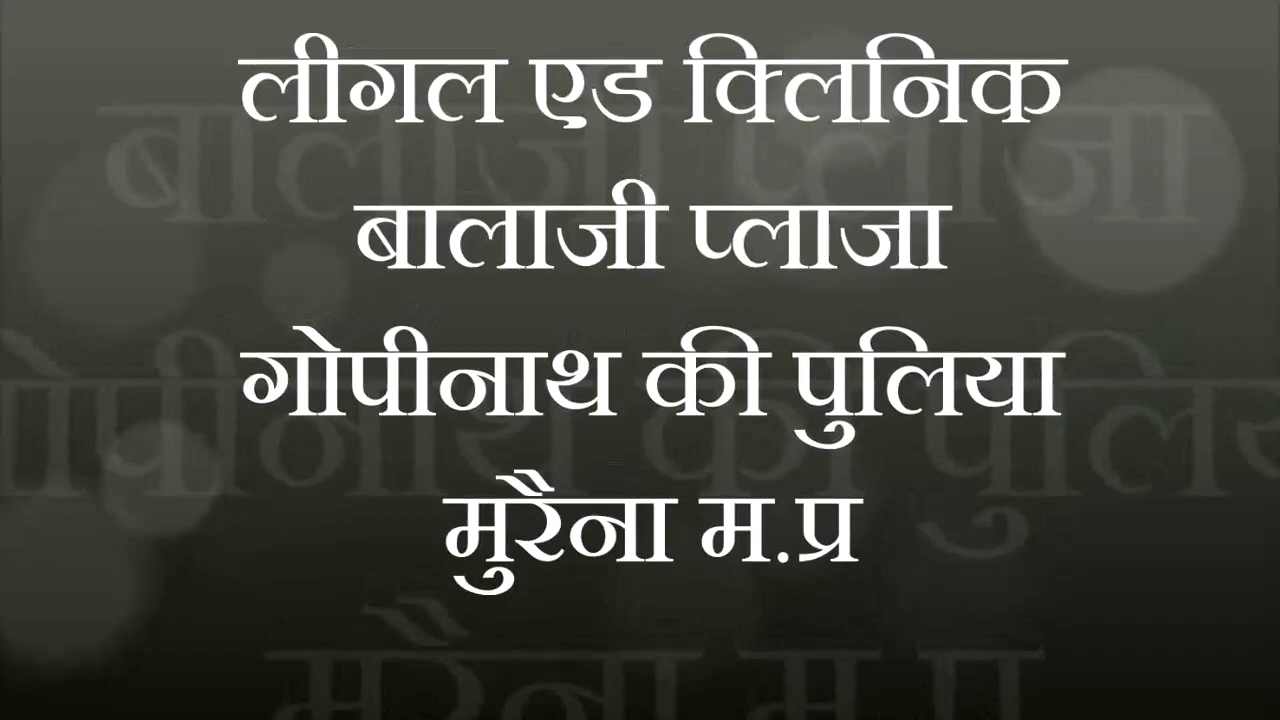 लीगल एड क्लिनिक
बालाजी प्लाजा
गोपीनाथ की पुलिया
मुरैना म.प्र